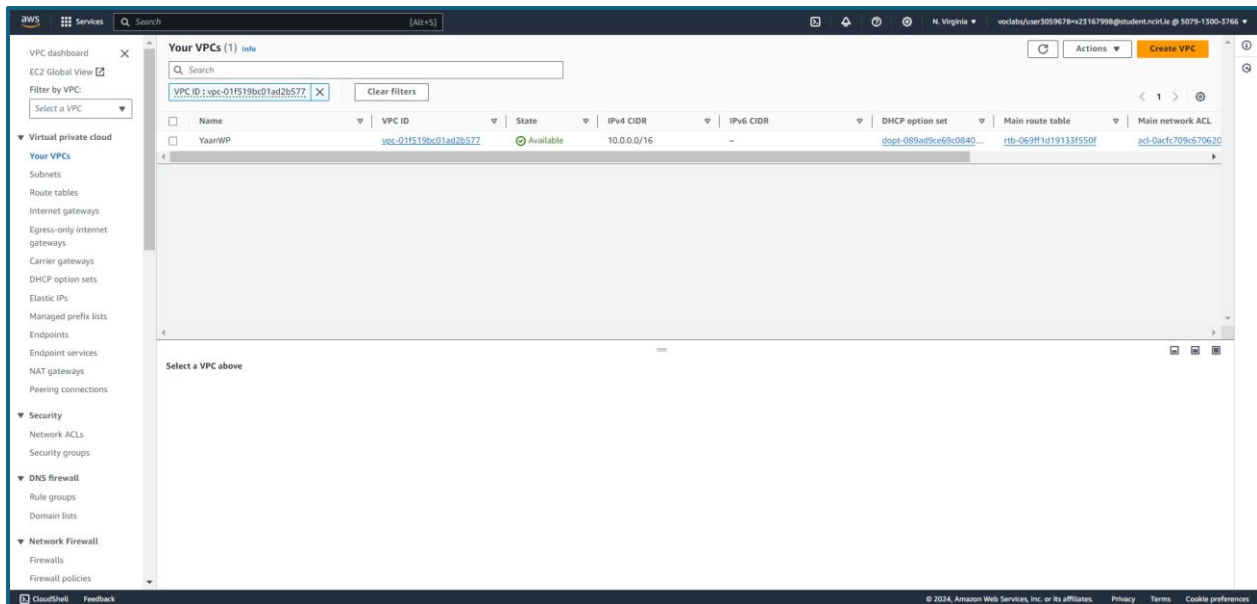 aws Services Search [Alt+S] N. Virginia voclabs/user3059678=x23167998@student.ncirl.ie @ 5079-1300-3766
VPC dashboard
EC2 Global View
Filter by VPC:
Select a VPC
Virtual private cloud
Your VPCs
Subnets
Route tables
Internet gateways
Egress-only internet
gateways
Carrier gateways
DHCP option sets
Elastic IPs
Managed prefix lists
Endpoints
Endpoint services
NAT gateways
Peering connections
Security
Network ACLs
Security groups
DNS firewall
Rule groups
Domain lists
Network Firewall
Firewalls
Firewall policies
Your VPCs (1) Info
Actions Create VPC
Search
VPC ID : vpc-01f519bc01ad2b577 Clear filters
1
Name VPC ID State IPv4 CIDR IPv6 CIDR DHCP option set Main route table Main network ACL
YaanWP vpc-01f519bc01ad2b577 Available 10.0.0.0/16 – dopt-089ad9ce69c0840... rtb-069ff1d19133f550f acl-0acfc709c670620
Select a VPC above
CloudShell Feedback © 2024, Amazon Web Services, Inc. or its affiliates. Privacy Terms Cookie preferences